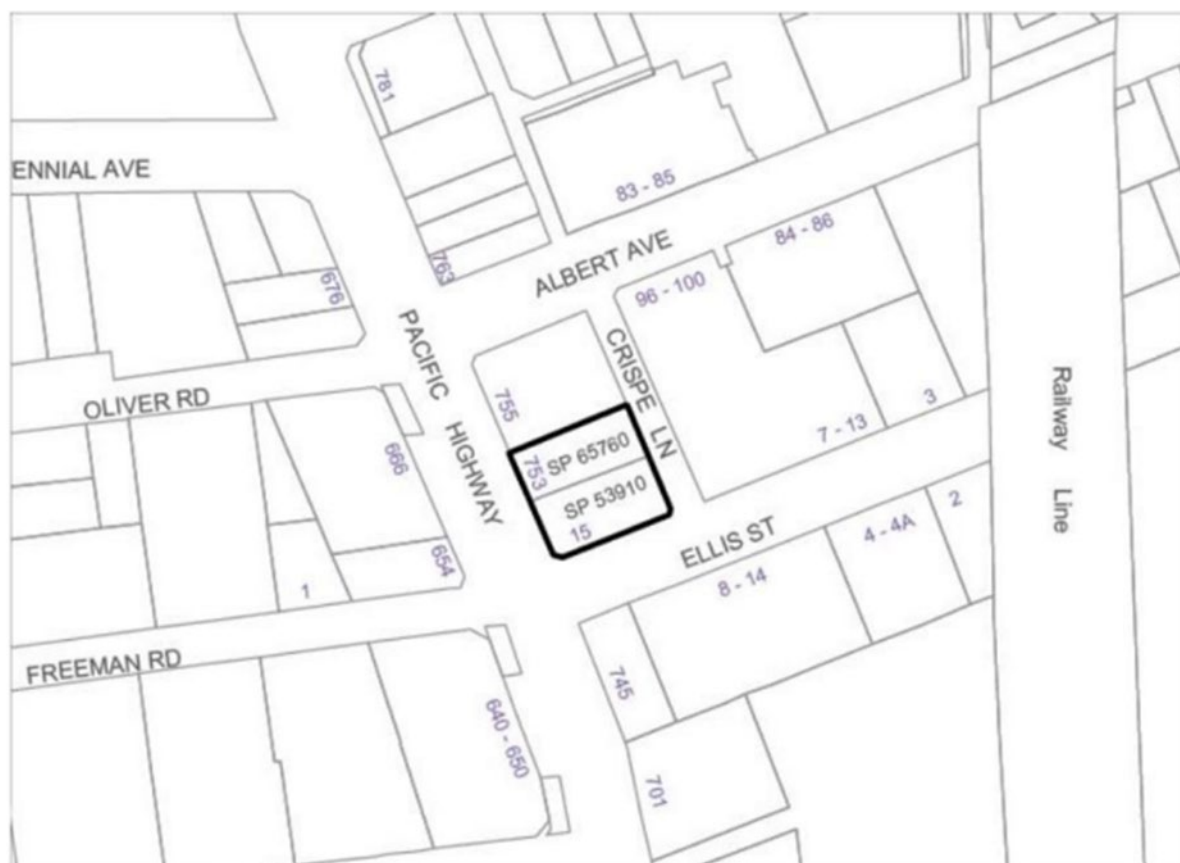 781
ENNIAL AVE
83 - 85
84 - 86
763
ALBERT AVE
676
96 - 100
PACIFIC HIGHWAY
CRISPE LN
OLIVER RD
755
3
7 - 13
Railway Line
666
753
SP 65760
SP 53910
15
2
4 - 4A
ELLIS ST
8 - 14
654
1
FREEMAN RD
745
640 - 650
701